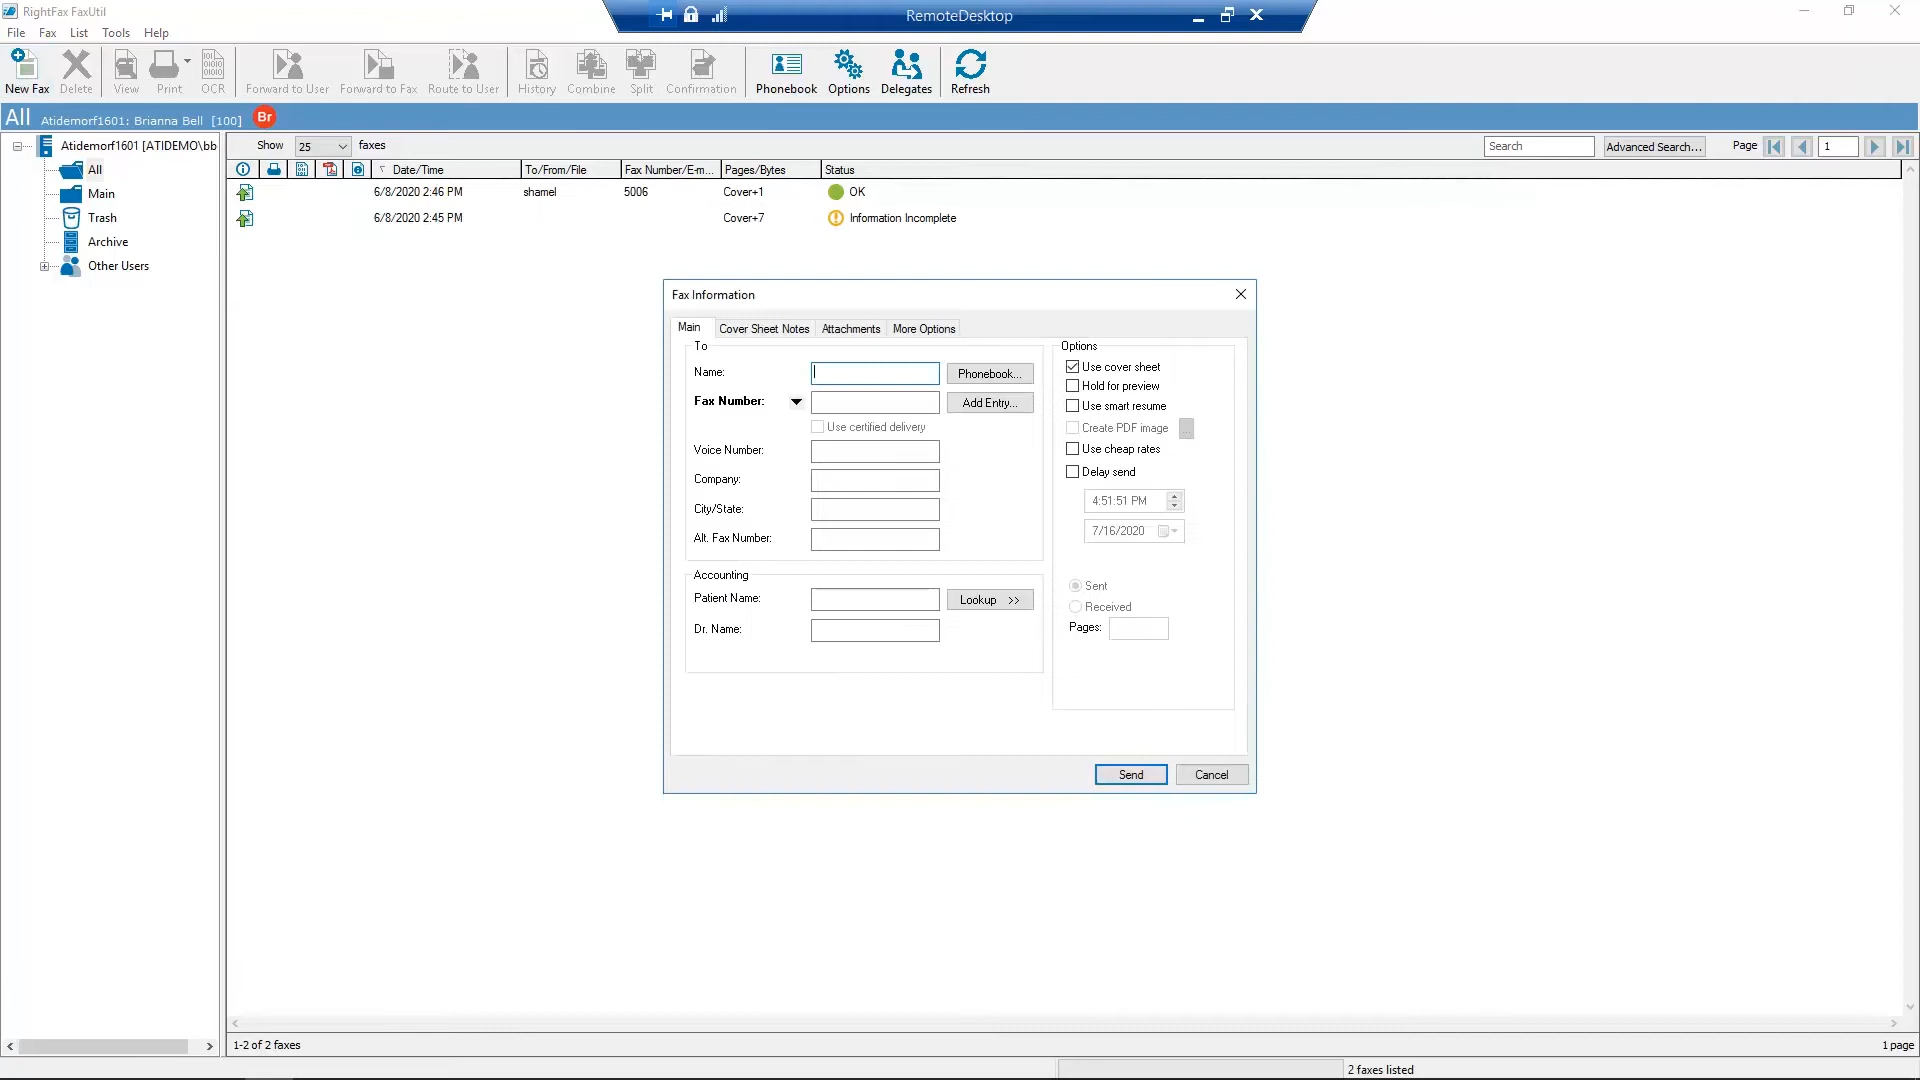 RightFax FaxUtil
RemoteDesktop
File Fax List Tools Help
New Fax Delete View Print OCR Forward to User Forward to Fax Route to User History Combine Split Confirmation Phonebook Options Delegates Refresh
All Atidemorf1601: Brianna Bell [100] Br
Atidemorf1601 [ATIDEMO\bb
All
Main
Trash
Archive
Other Users
Show 25 faxes Search Advanced Search... Page 1
Date/Time To/From/File Fax Number/E-m... Pages/Bytes Status
6/8/2020 2:46 PM shamel 5006 Cover+1 OK
6/8/2020 2:45 PM Cover+7 Information Incomplete
Fax Information
Main Cover Sheet Notes Attachments More Options
To
Name: Phonebook...
Fax Number: Add Entry...
Use certified delivery
Voice Number:
Company:
City/State:
Alt. Fax Number:
Accounting
Patient Name: Lookup >>
Dr. Name:
Options
Use cover sheet
Hold for preview
Use smart resume
Create PDF image ...
Use cheap rates
Delay send
4:51:51 PM
7/16/2020
Sent
Received
Pages:
Send Cancel
1-2 of 2 faxes 1 page
2 faxes listed